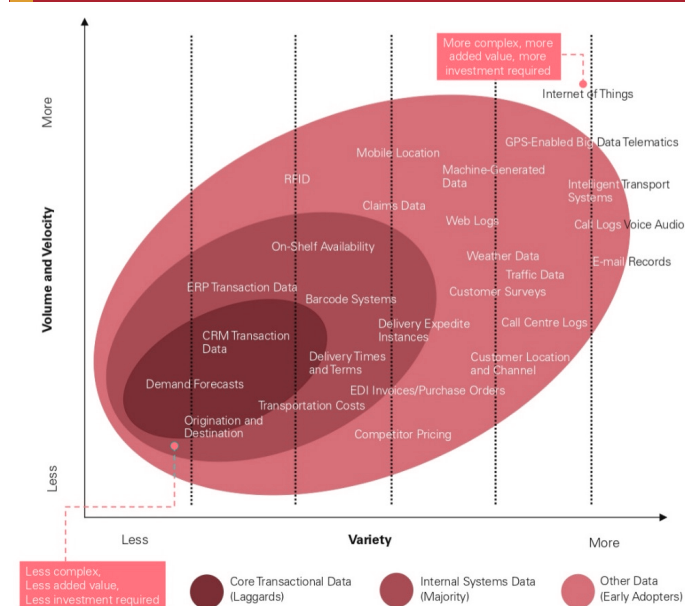 More complex, more
added value, more
investment required
Internet of Things
More
GPS-Enabled Big Data Telematics
Mobile Location
Machine-Generated
Data
RFID
Intelligent Transport
Systems
Claims Data
Web Logs
Call Logs Voice Audio
On-Shelf Availability
Weather Data
E-mail Records
Traffic Data
Volume and Velocity
ERP Transaction Data
Barcode Systems
Customer Surveys
Delivery Expedite
Instances
Call Centre Logs
CRM Transaction
Data
Delivery Times
and Terms
Customer Location
and Channel
Demand Forecasts
EDI Invoices/Purchase Orders
Transportation Costs
Origination and
Destination
Competitor Pricing
Less
Less
Variety
More
Less complex,
Less added value,
Less investment required
Core Transactional Data
(Laggards)
Internal Systems Data
(Majority)
Other Data
(Early Adopters)